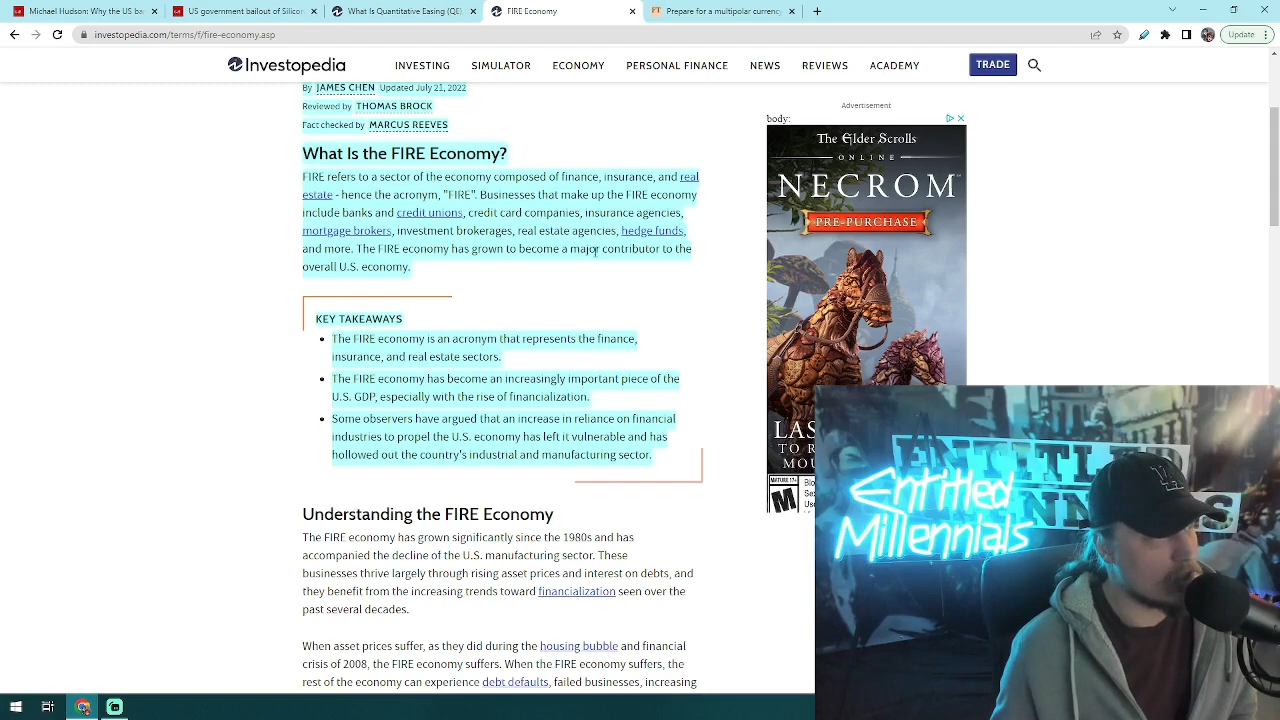 Michael Hudson: Why the US ba
US government bailout of Silicon
What Is Quantitative Easing (QE)
FIRE Economy
Prepare for a multipolar currency
investopedia.com/terms/f/fire-economy.asp
Update
Investopedia
INVESTING
SIMULATOR
ECONOMY
PERSONAL FINANCE
NEWS
REVIEWS
ACADEMY
TRADE
By JAMES CHEN Updated July 21, 2022
Reviewed by THOMAS BROCK
Fact checked by MARCUS REEVES
What Is the FIRE Economy?
FIRE refers to a sector of the economy composed of finance, insurance, and real
estate - hence the acronym, "FIRE". Businesses that make up the FIRE economy
include banks and credit unions, credit card companies, insurance agencies,
mortgage brokers, investment brokerages, real estate agencies, hedge funds,
and more. The FIRE economy has grown to become a major contributor to the
overall U.S. economy.
KEY TAKEAWAYS
The FIRE economy is an acronym that represents the finance,
insurance, and real estate sectors.
The FIRE economy has become an increasingly important piece of the
U.S. GDP, especially with the rise of financialization.
Some observers have argued that an increase in reliance on financial
industries to propel the U.S. economy has left it vulnerable and has
hollowed out the country's industrial and manufacturing sector.
Understanding the FIRE Economy
The FIRE economy has grown significantly since the 1980s and has
accompanied the decline of the U.S. manufacturing sector. These
businesses thrive largely through rising asset prices and interest on debts, and
they benefit from the increasing trends toward financialization seen over the
past several decades.
When asset prices suffer, as they did during the housing bubble and financial
crisis of 2008, the FIRE economy suffers. When the FIRE economy suffers, the
rest of the economy can experience debt defaults, failed businesses, increasing
Advertisement
body:
The Elder Scrolls
ONLINE
NECROM
PRE-PURCHASE
LAS
TO R
MOU
MATURE 17+
M
Blo
Se
Us
Entitled
Millennials
LA